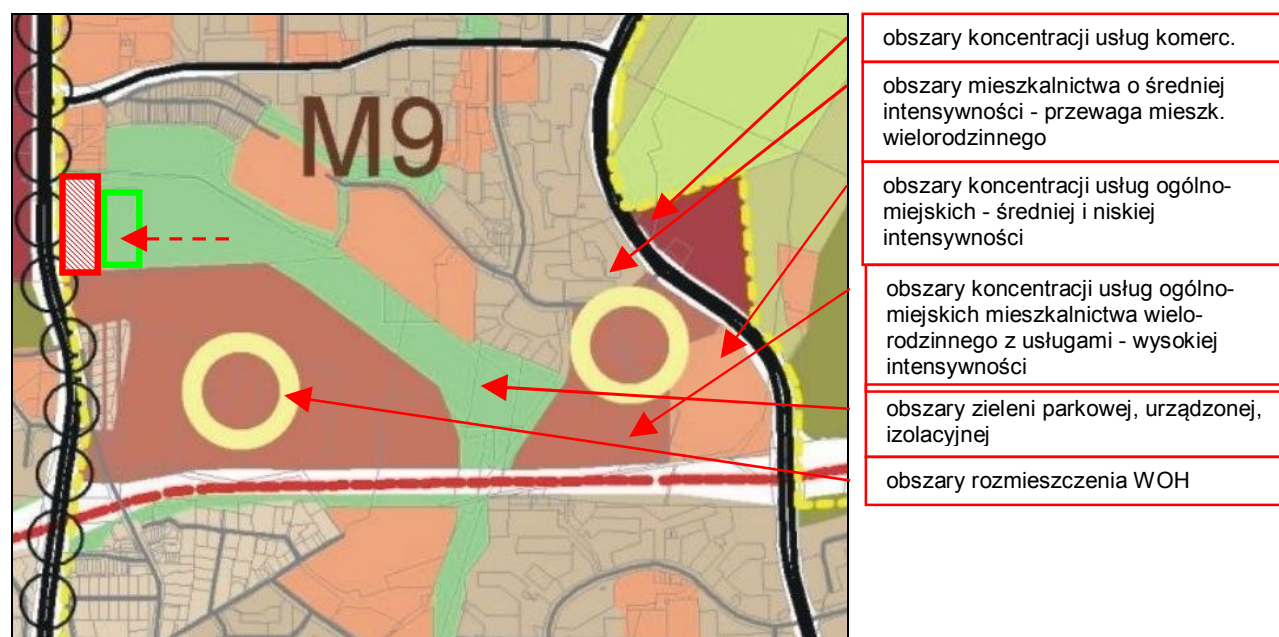 M9
obszary koncentracji usług komerc.
obszary mieszkalnictwa o średniej
intensywności - przewaga mieszk.
wielorodzinnego
obszary koncentracji usług ogólno-
miejskich - średniej i niskiej
intensywności
obszary koncentracji usług ogólno-
miejskich mieszkalnictwa wielo-
rodzinnego z usługami - wysokiej
intensywności
obszary zieleni parkowej, urządzonej,
izolacyjnej
obszary rozmieszczenia WOH